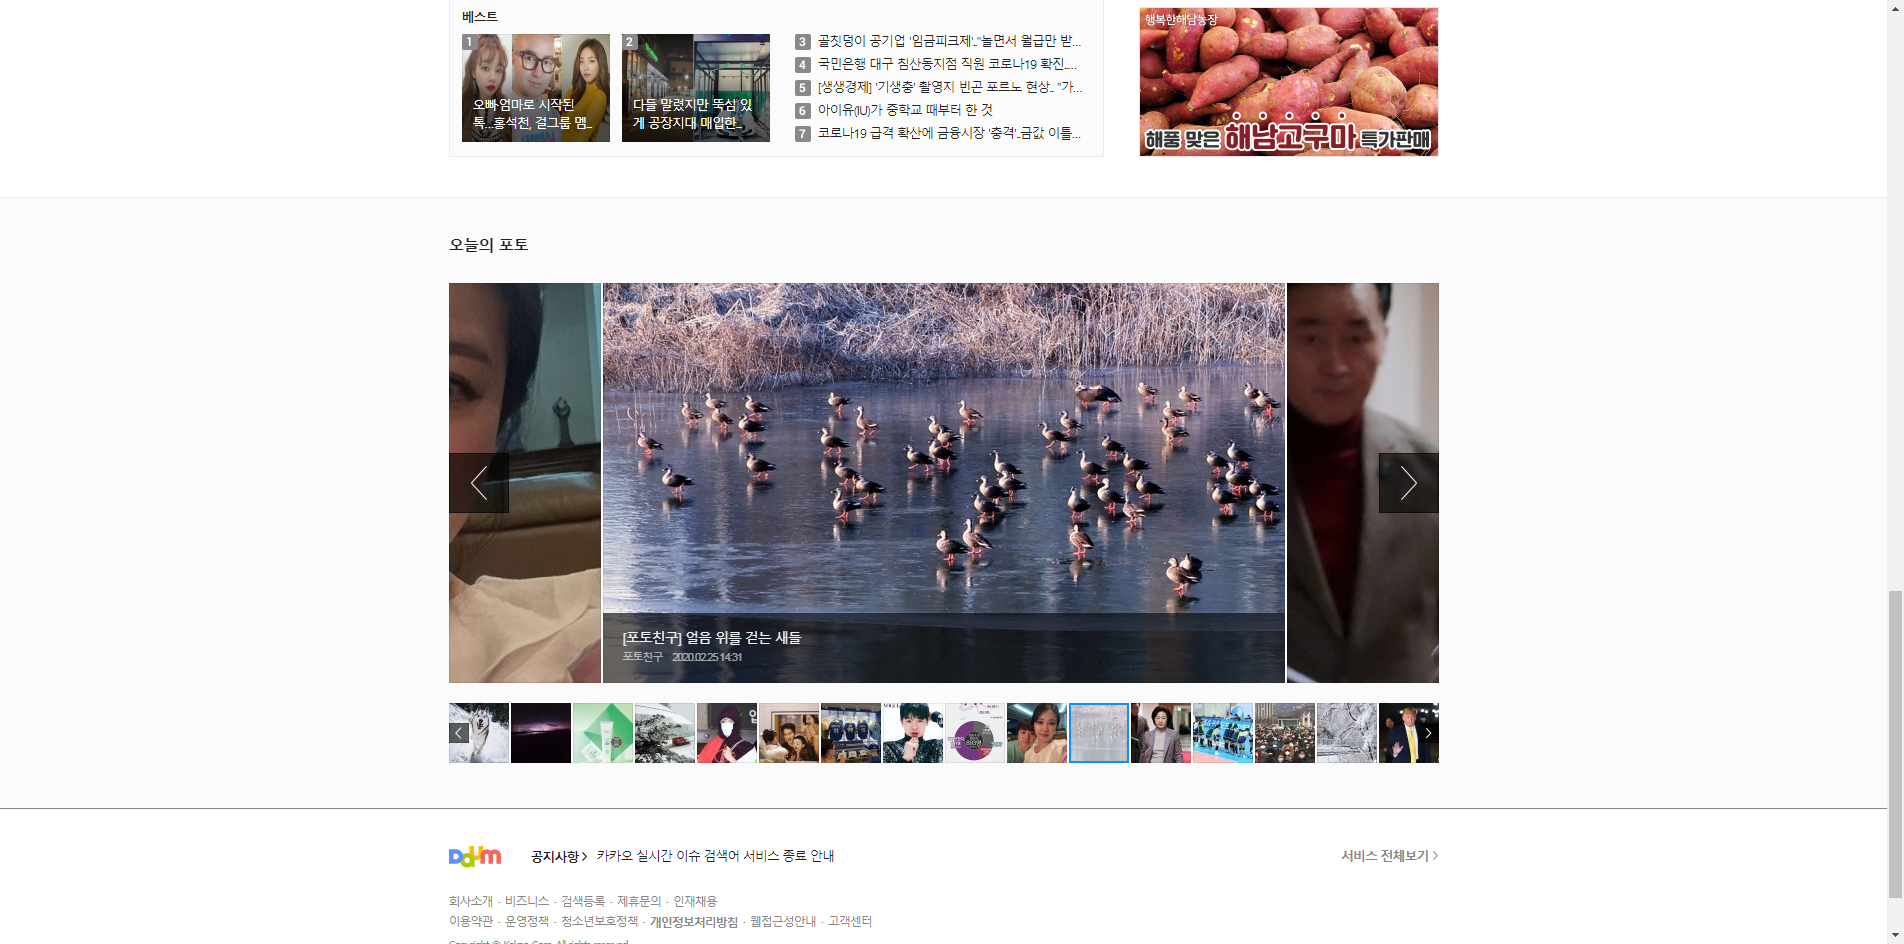 베스트
1
오빠·엄마로 시작된
톡...홍석천, 걸그룹 멤...
2
다들 말렸지만 뚝심 있
게 공장지대 매입한...
3 골칫덩이 공기업 '임금피크제'.."놀면서 월급만 받...
4 국민은행 대구 침산동지점 직원 코로나19 확진.....
5 [생생경제] '기생충' 촬영지 빈곤 포르노 현상.. "가...
6 아이유(IU)가 중학교 때부터 한 것
7 코로나19 급격 확산에 금융시장 '충격'..금값 이틀...
행복한해남농장
해풍 맞은 해남고구마 특가판매
오늘의 포토
[포토친구] 얼음 위를 걷는 새들
포토친구 2020.02.25 14:31
VOGUE
Daum
공지사항 > 카카오 실시간 이슈 검색어 서비스 종료 안내
서비스 전체보기 >
회사소개 · 비즈니스 · 검색등록 · 제휴문의 · 인재채용
이용약관 · 운영정책 · 청소년보호정책 · 개인정보처리방침 · 웹접근성안내 · 고객센터
Copyright © Kakao Corp. All rights reserved.